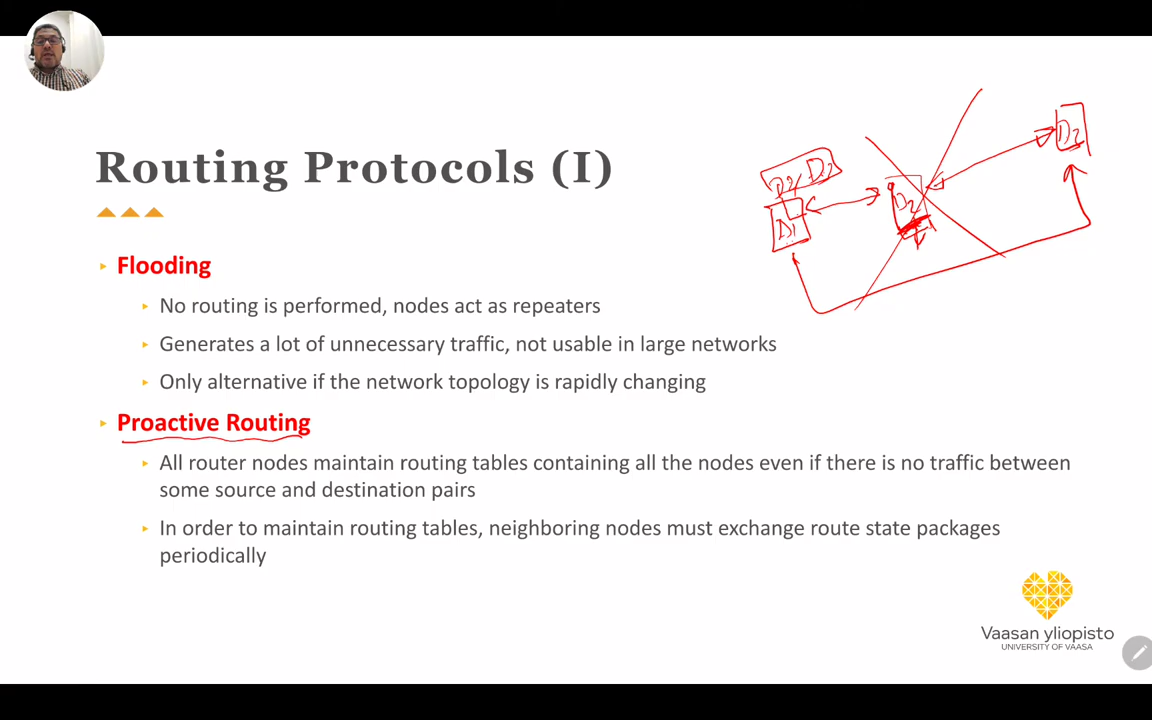 Routing Protocols (I)
D2 D3
D1
D2
D3
Flooding
No routing is performed, nodes act as repeaters
Generates a lot of unnecessary traffic, not usable in large networks
Only alternative if the network topology is rapidly changing
Proactive Routing
All router nodes maintain routing tables containing all the nodes even if there is no traffic between
some source and destination pairs
In order to maintain routing tables, neighboring nodes must exchange route state packages
periodically
Vaasan yliopisto
UNIVERSITY OF VAASA